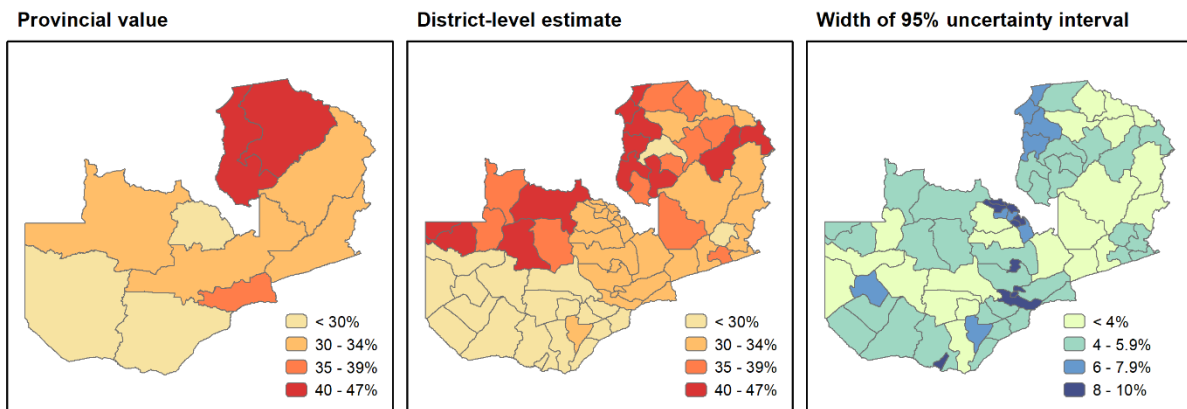 Provincial value
District-level estimate
Width of 95% uncertainty interval
< 30%
30 - 34%
35 - 39%
40 - 47%
< 30%
30 - 34%
35 - 39%
40 - 47%
< 4%
4 - 5.9%
6 - 7.9%
8 - 10%